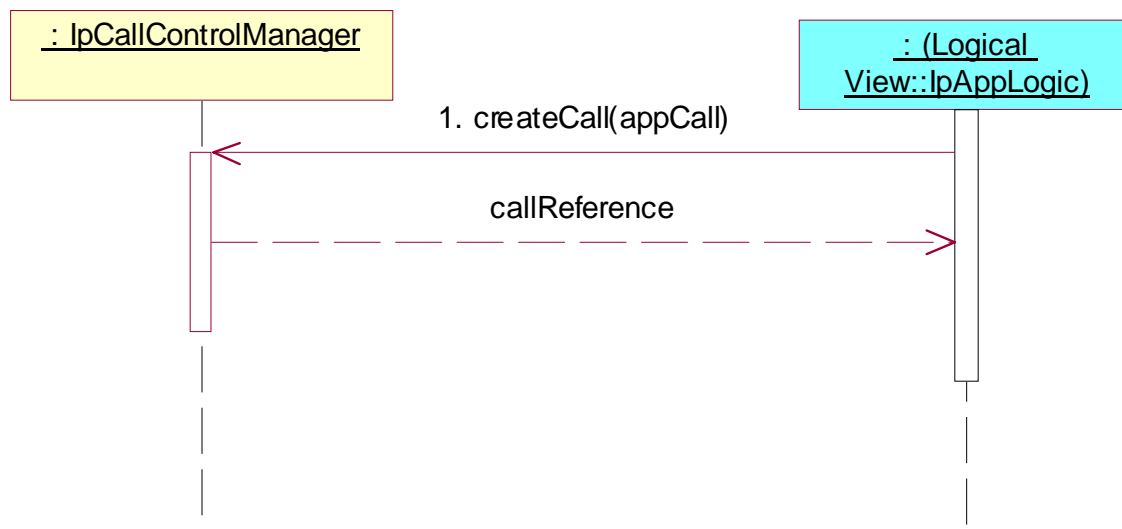 : IpCallControlManager
: (Logical
View::IpAppLogic)
1. createCall(appCall)
callReference